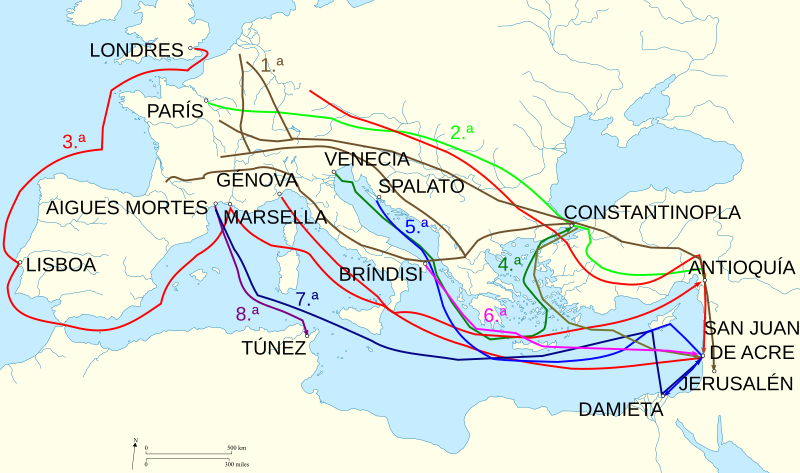 LONDRES
1.ª
PARÍS
2.ª
3.ª
VENECIA
GÉNOVA
SPALATO
AIGUES MORTES
MARSELLA
CONSTANTINOPLA
5.ª
LISBOA
BRÍNDISI
4.ª
ANTIOQUÍA
7.ª
8.ª
6.ª
SAN JUAN
DE ACRE
TÚNEZ
JERUSALÉN
DAMIETA
N
0 500 km
0 300 miles